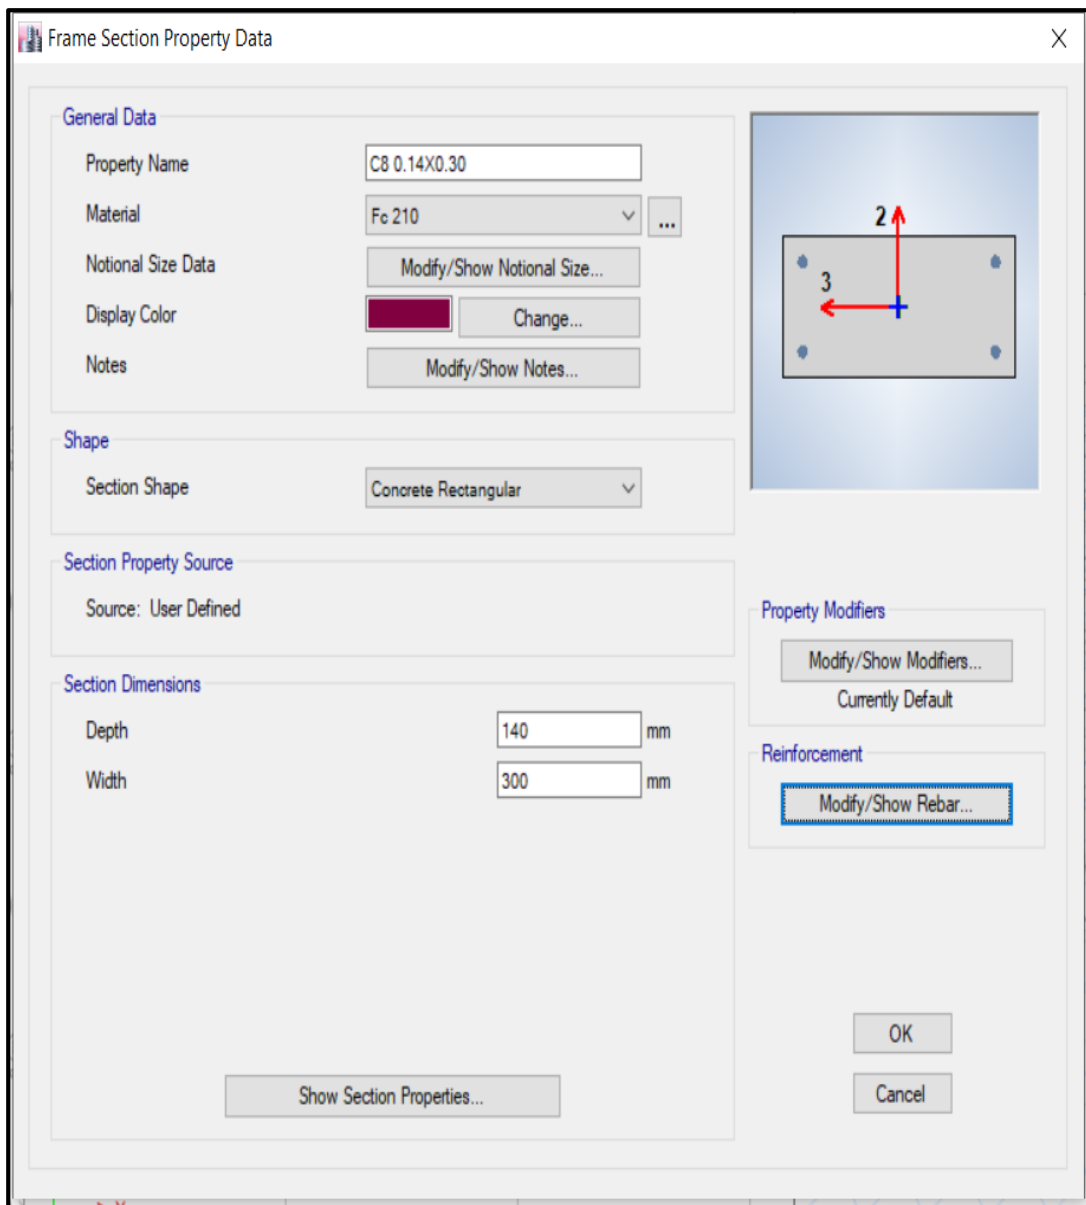 Frame Section Property Data
General Data
Property Name
C8 0.14X0.30
Material
Fc 210
...
Notional Size Data
Modify/Show Notional Size...
Display Color
Change...
Notes
Modify/Show Notes...
2
3
Shape
Section Shape
Concrete Rectangular
Section Property Source
Source: User Defined
Property Modifiers
Modify/Show Modifiers...
Currently Default
Section Dimensions
Depth
140
mm
Width
300
mm
Reinforcement
Modify/Show Rebar...
Show Section Properties...
OK
Cancel